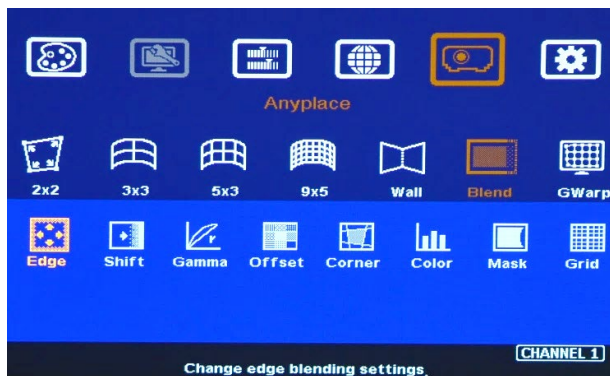 Anyplace
2x2 3x3 5x3 9x5 Wall Blend GWarp
Edge Shift Gamma Offset Corner Color Mask Grid
CHANNEL 1
Change edge blending settings